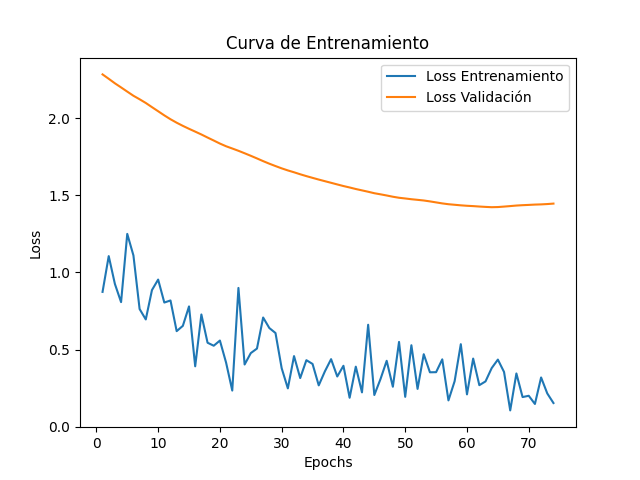 Curva de Entrenamiento
Loss Entrenamiento
Loss Validación
Loss
2.0
1.5
1.0
0.5
0.0
0 10 20 30 40 50 60 70
Epochs